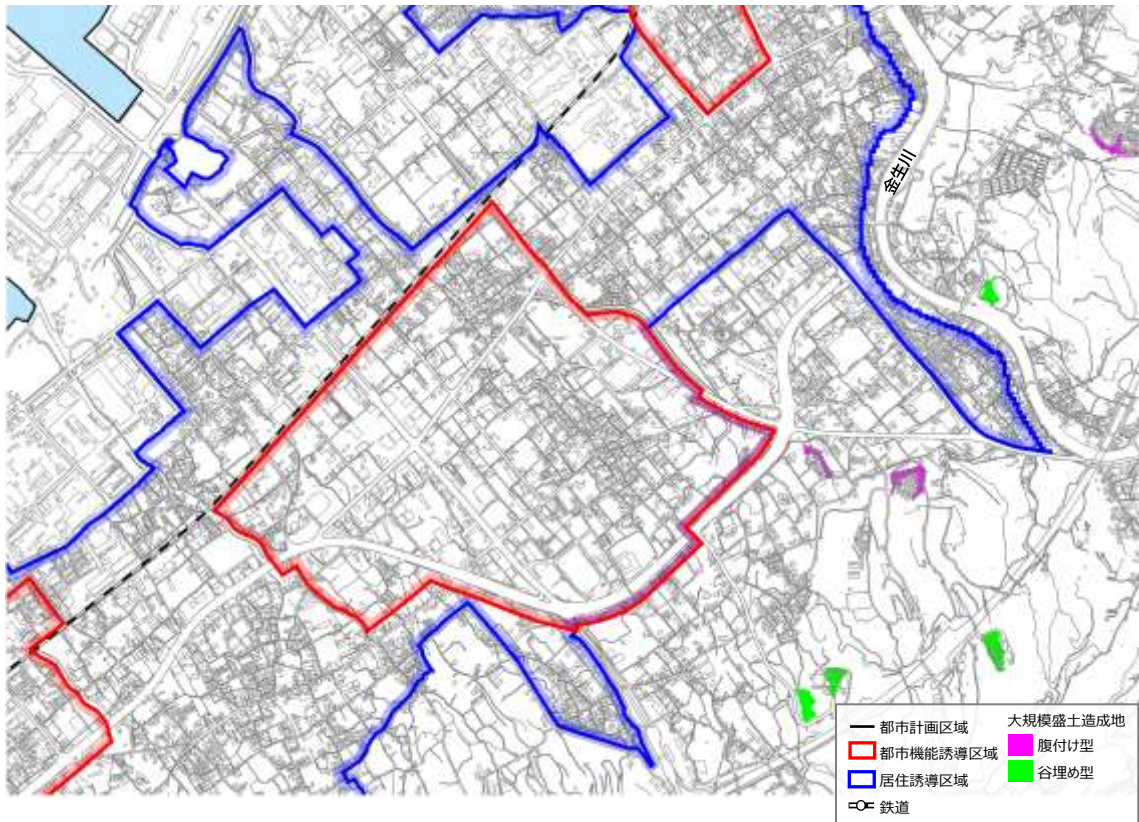 金生川
都市計画区域
都市機能誘導区域
居住誘導区域
鉄道
大規模盛土造成地
腹付け型
谷埋め型